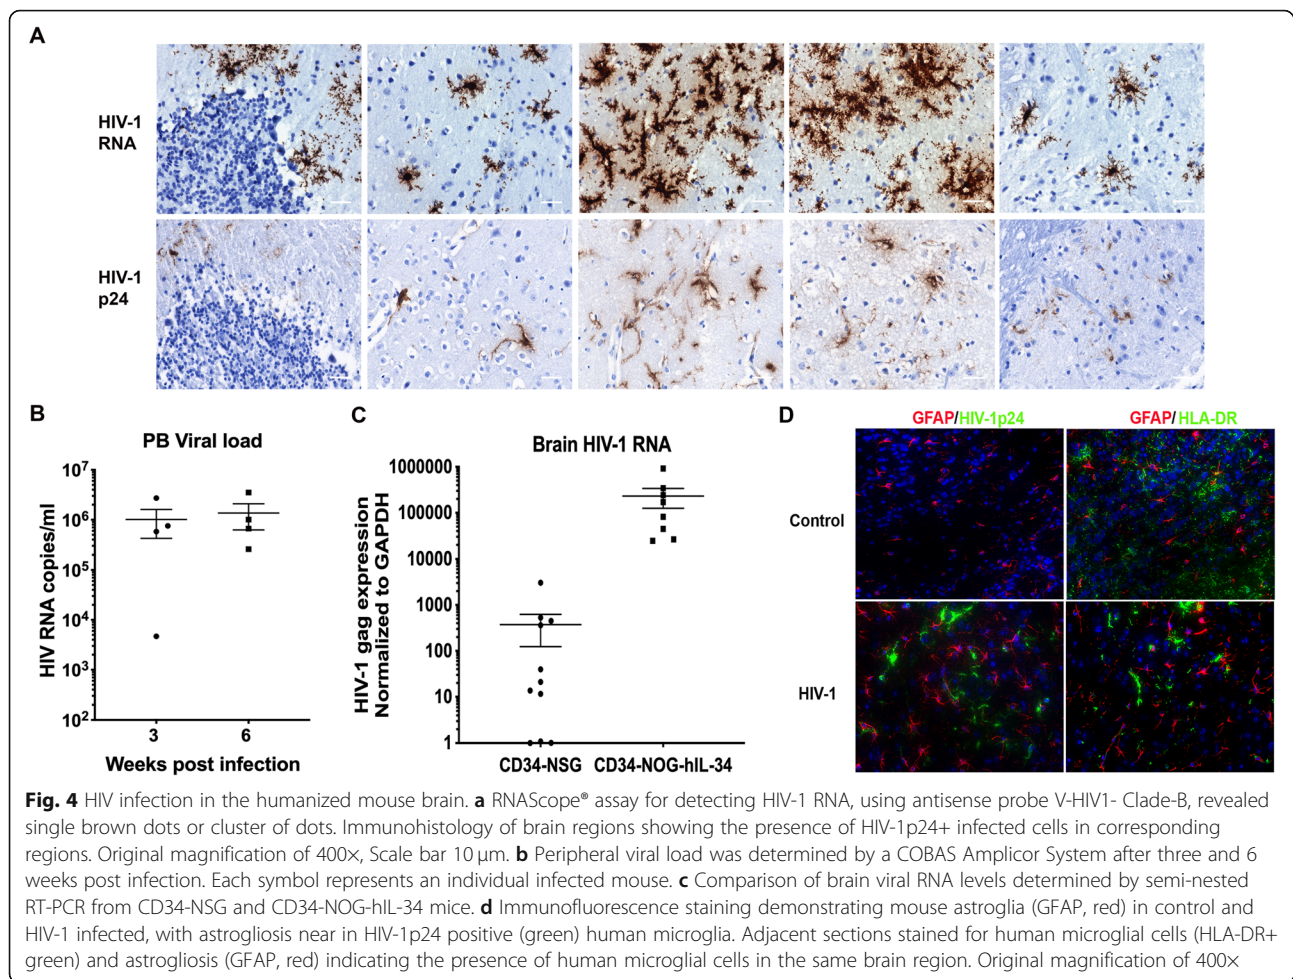 A
HIV-1
RNA
HIV-1
p24
B
PB Viral load
HIV RNA copies/ml
10⁷
10⁶
10⁵
10⁴
10³
10²
3
6
Weeks post infection
C
Brain HIV-1 RNA
HIV-1 gag expression
Normalized to GAPDH
1000000
100000
10000
1000
100
10
1
CD34-NSG
CD34-NOG-hIL-34
D
GFAP/HIV-1p24
GFAP/HLA-DR
Control
HIV-1
Fig. 4 HIV infection in the humanized mouse brain. a RNAScope® assay for detecting HIV-1 RNA, using antisense probe V-HIV1- Clade-B, revealed
single brown dots or cluster of dots. Immunohistology of brain regions showing the presence of HIV-1p24+ infected cells in corresponding
regions. Original magnification of 400×, Scale bar 10 μm. b Peripheral viral load was determined by a COBAS Amplicor System after three and 6
weeks post infection. Each symbol represents an individual infected mouse. c Comparison of brain viral RNA levels determined by semi-nested
RT-PCR from CD34-NSG and CD34-NOG-hIL-34 mice. d Immunofluorescence staining demonstrating mouse astroglia (GFAP, red) in control and
HIV-1 infected, with astrogliosis near in HIV-1p24 positive (green) human microglia. Adjacent sections stained for human microglial cells (HLA-DR+
green) and astrogliosis (GFAP, red) indicating the presence of human microglial cells in the same brain region. Original magnification of 400×